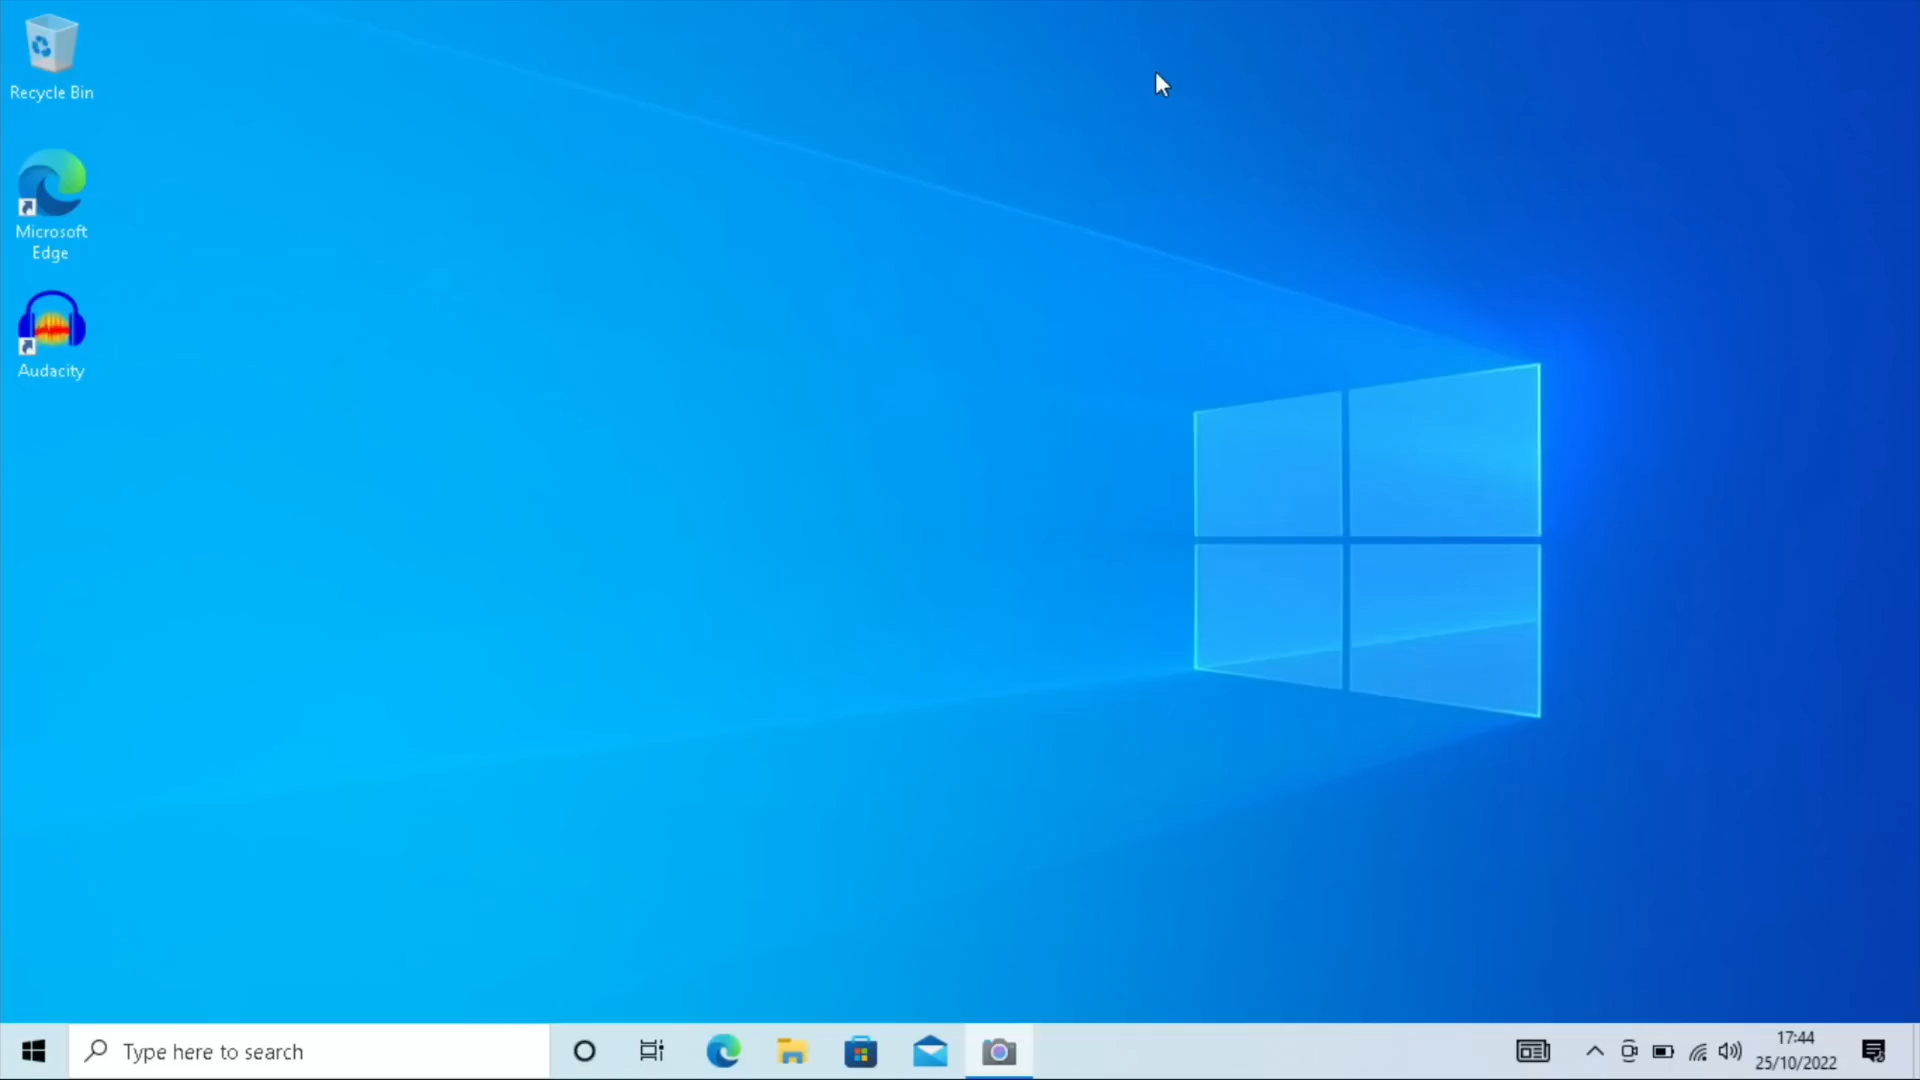 Recycle Bin
Microsoft
Edge
Audacity
Type here to search
17:44
25/10/2022